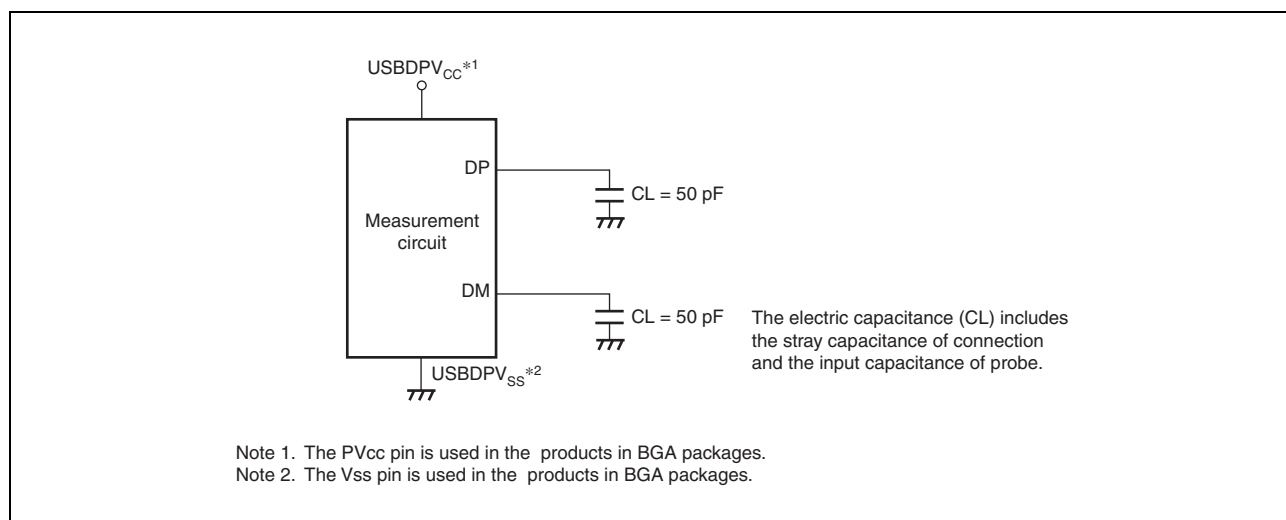 USBDPVCC*1
DP
CL = 50 pF
Measurement
circuit
DM
CL = 50 pF
The electric capacitance (CL) includes
the stray capacitance of connection
and the input capacitance of probe.
USBDPVSS*2
Note 1. The PVcc pin is used in the products in BGA packages.
Note 2. The Vss pin is used in the products in BGA packages.